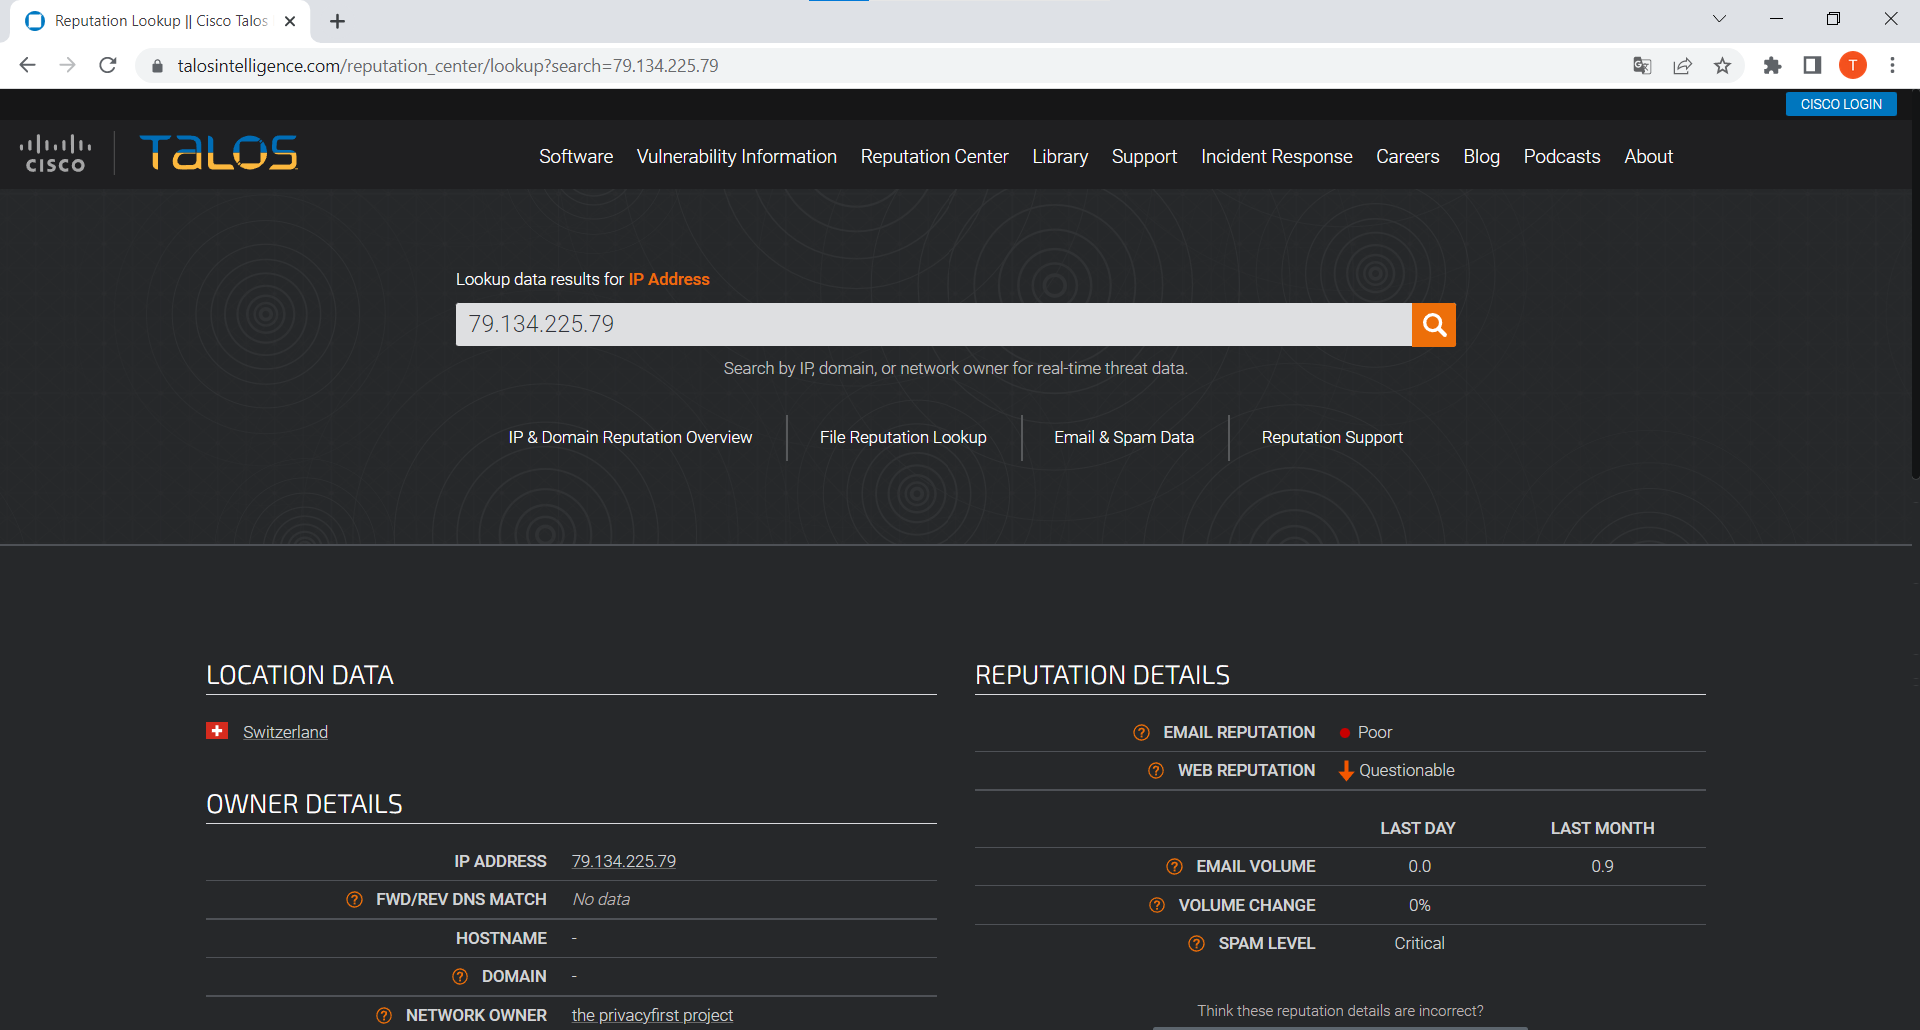 Reputation Lookup || Cisco Talos
talosintelligence.com/reputation_center/lookup?search=79.134.225.79
T
CISCO LOGIN
CISCO
TALOS
Software Vulnerability Information Reputation Center Library Support Incident Response Careers Blog Podcasts About
Lookup data results for IP Address
79.134.225.79
Search by IP, domain, or network owner for real-time threat data.
IP & Domain Reputation Overview
File Reputation Lookup
Email & Spam Data
Reputation Support
LOCATION DATA
Switzerland
OWNER DETAILS
IP ADDRESS 79.134.225.79
? FWD/REV DNS MATCH No data
HOSTNAME -
? DOMAIN -
? NETWORK OWNER the privacyfirst project
REPUTATION DETAILS
? EMAIL REPUTATION Poor
? WEB REPUTATION Questionable
LAST DAY LAST MONTH
? EMAIL VOLUME 0.0 0.9
? VOLUME CHANGE 0%
? SPAM LEVEL Critical
Think these reputation details are incorrect?